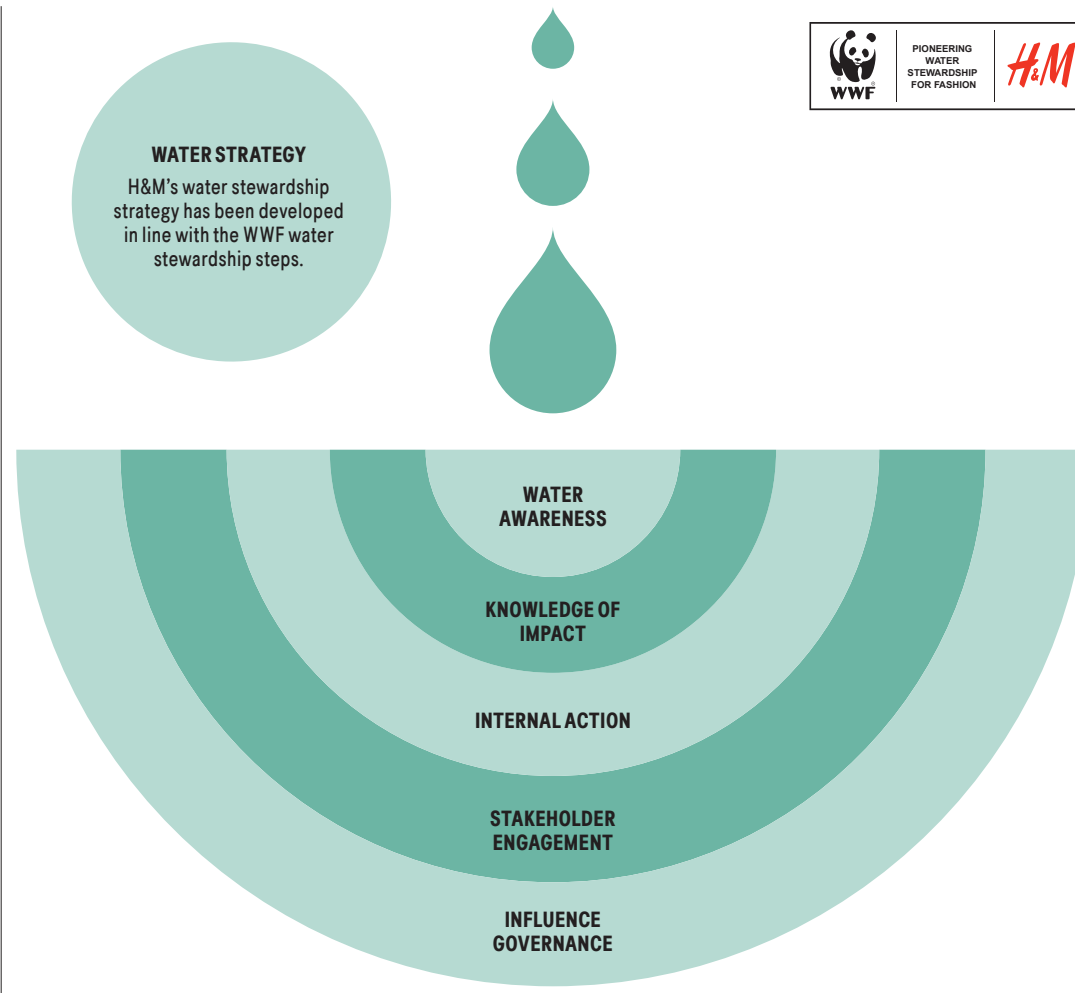 WATER STRATEGY
H&M's water stewardship
strategy has been developed
in line with the WWF water
stewardship steps.
WWF
PIONEERING
WATER
STEWARDSHIP
FOR FASHION
H&M
WATER
AWARENESS
KNOWLEDGE OF
IMPACT
INTERNAL ACTION
STAKEHOLDER
ENGAGEMENT
INFLUENCE
GOVERNANCE